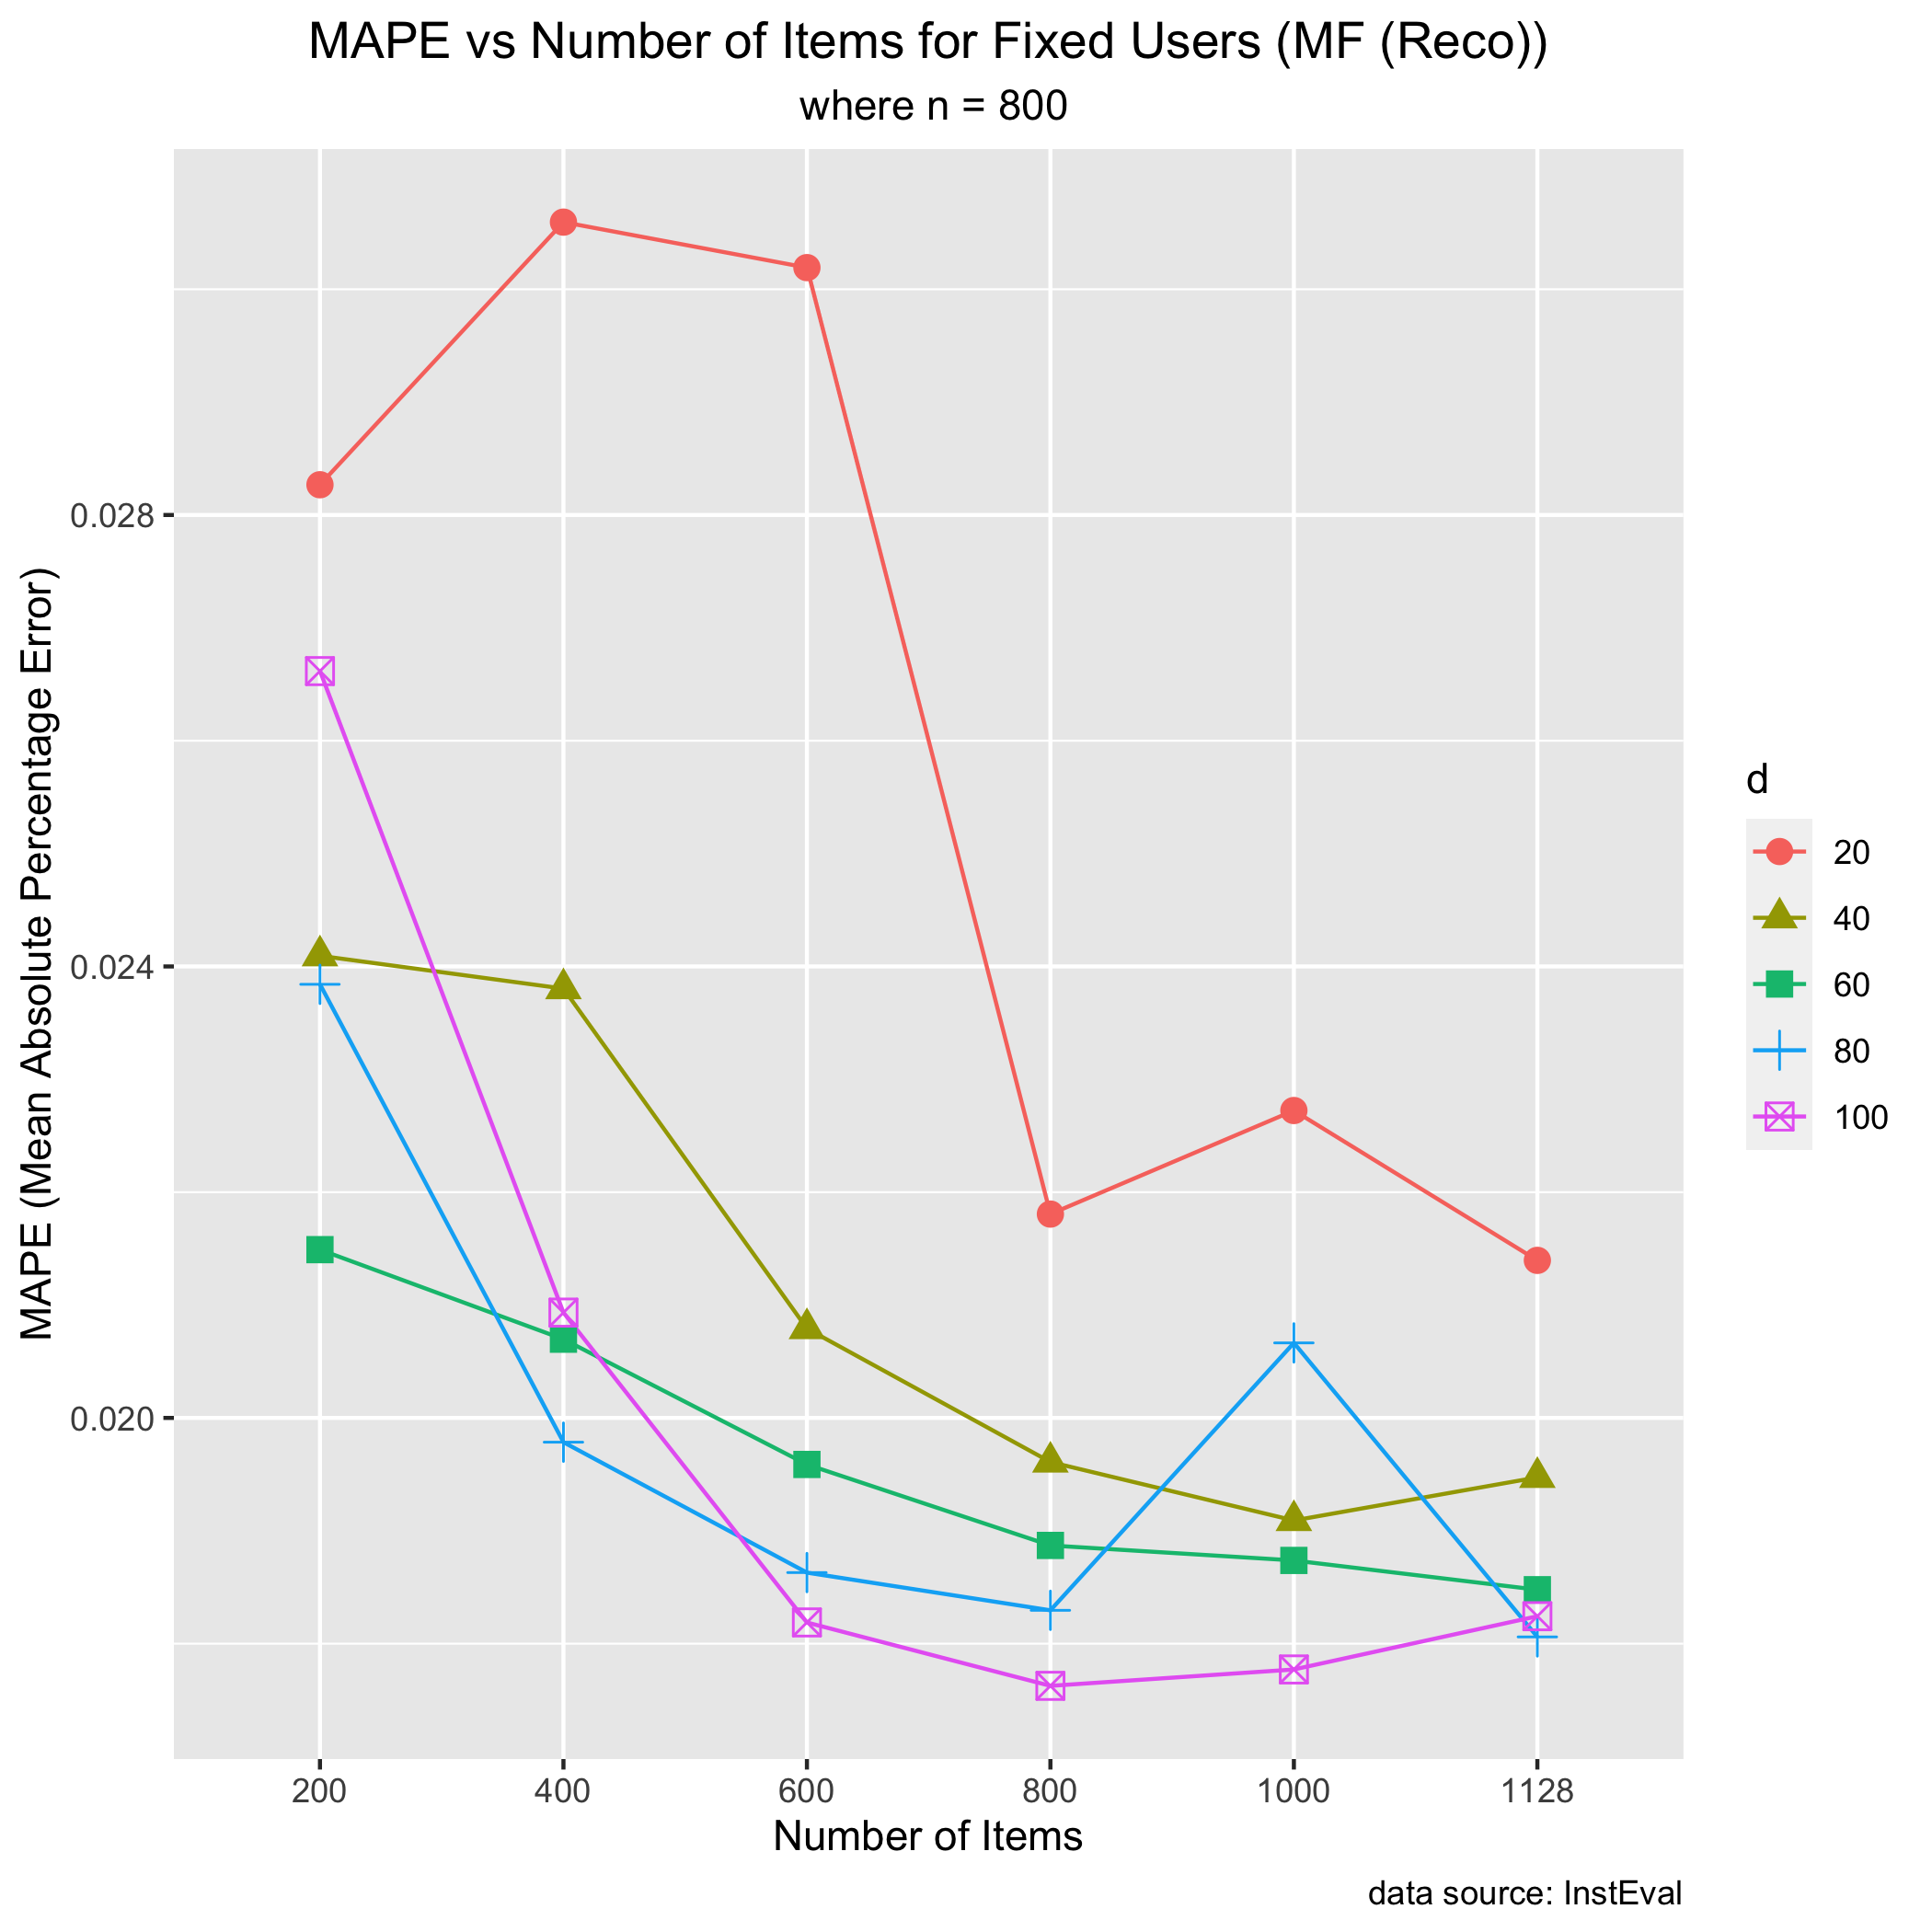 MAPE vs Number of Items for Fixed Users (MF (Reco))
where n = 800
MAPE (Mean Absolute Percentage Error)
0.028
0.024
0.020
200 400 600 800 1000 1128
Number of Items
d
20
40
60
80
100
data source: InstEval